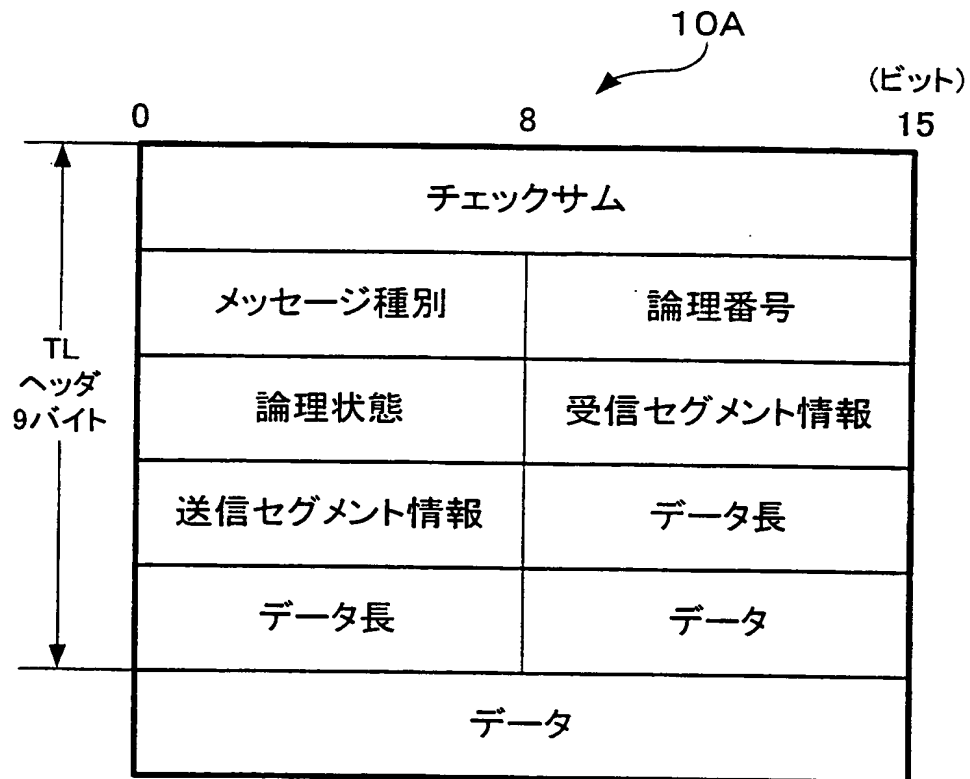 10A
(ビット)
0 8 15
チェックサム
メッセージ種別 論理番号
論理状態 受信セグメント情報
TL
ヘッダ
9バイト
送信セグメント情報 データ長
データ長 データ
データ